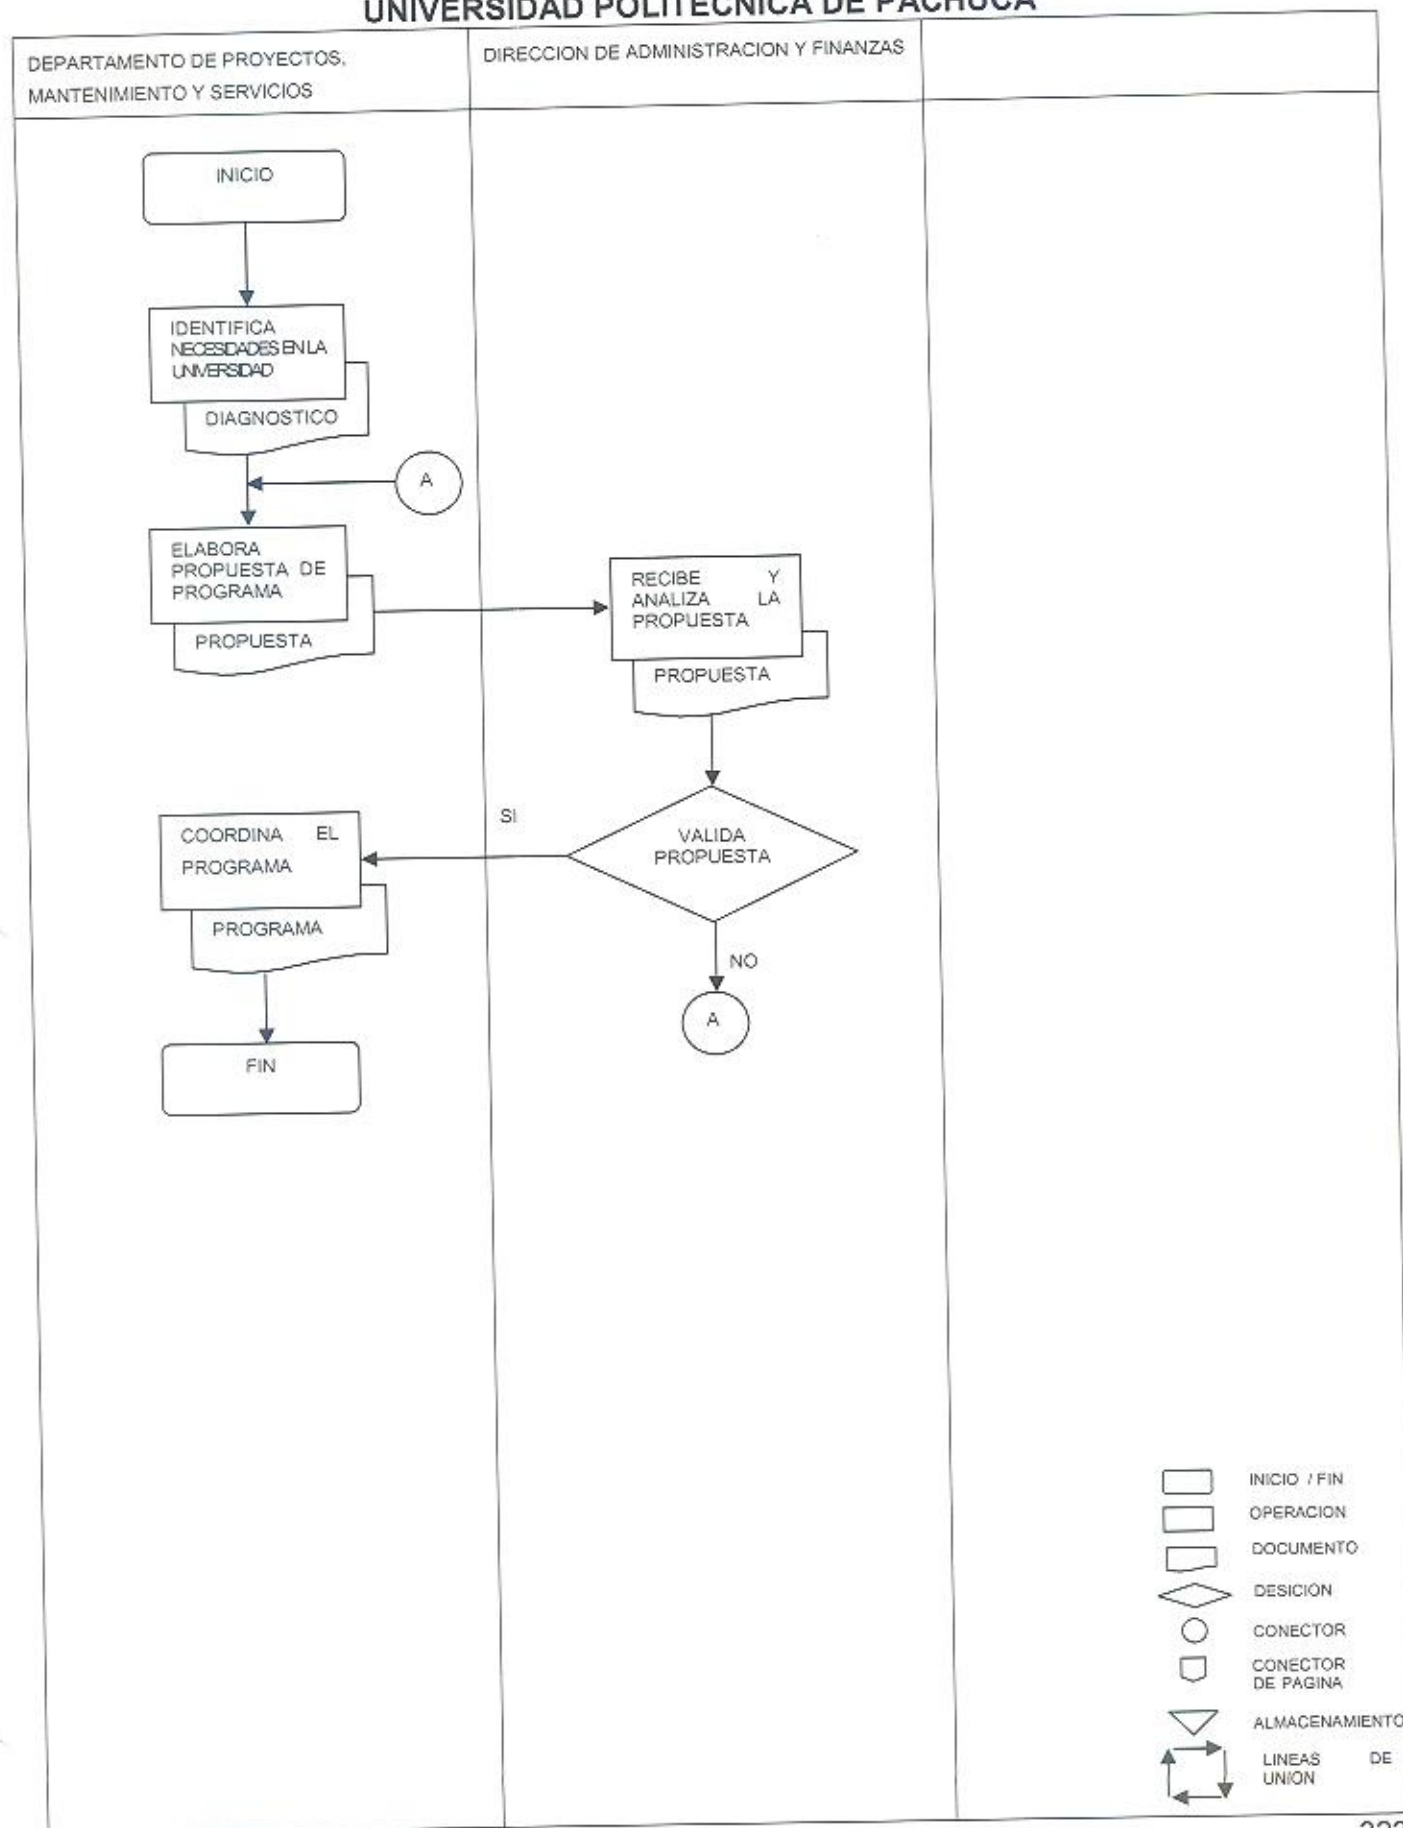 UNIVERSIDAD POLITECNICA DE PACHUCA
DEPARTAMENTO DE PROYECTOS,
MANTENIMIENTO Y SERVICIOS
DIRECCION DE ADMINISTRACION Y FINANZAS
INICIO
IDENTIFICA
NECESIDADES EN LA
UNIVERSIDAD
DIAGNOSTICO
A
ELABORA
PROPUESTA DE
PROGRAMA
PROPUESTA
RECIBE Y
ANALIZA LA
PROPUESTA
PROPUESTA
VALIDA
PROPUESTA
SI
COORDINA EL
PROGRAMA
PROGRAMA
NO
A
FIN
INICIO / FIN
OPERACION
DOCUMENTO
DESICION
CONECTOR
CONECTOR
DE PAGINA
ALMACENAMIENTO
LINEAS DE
UNION